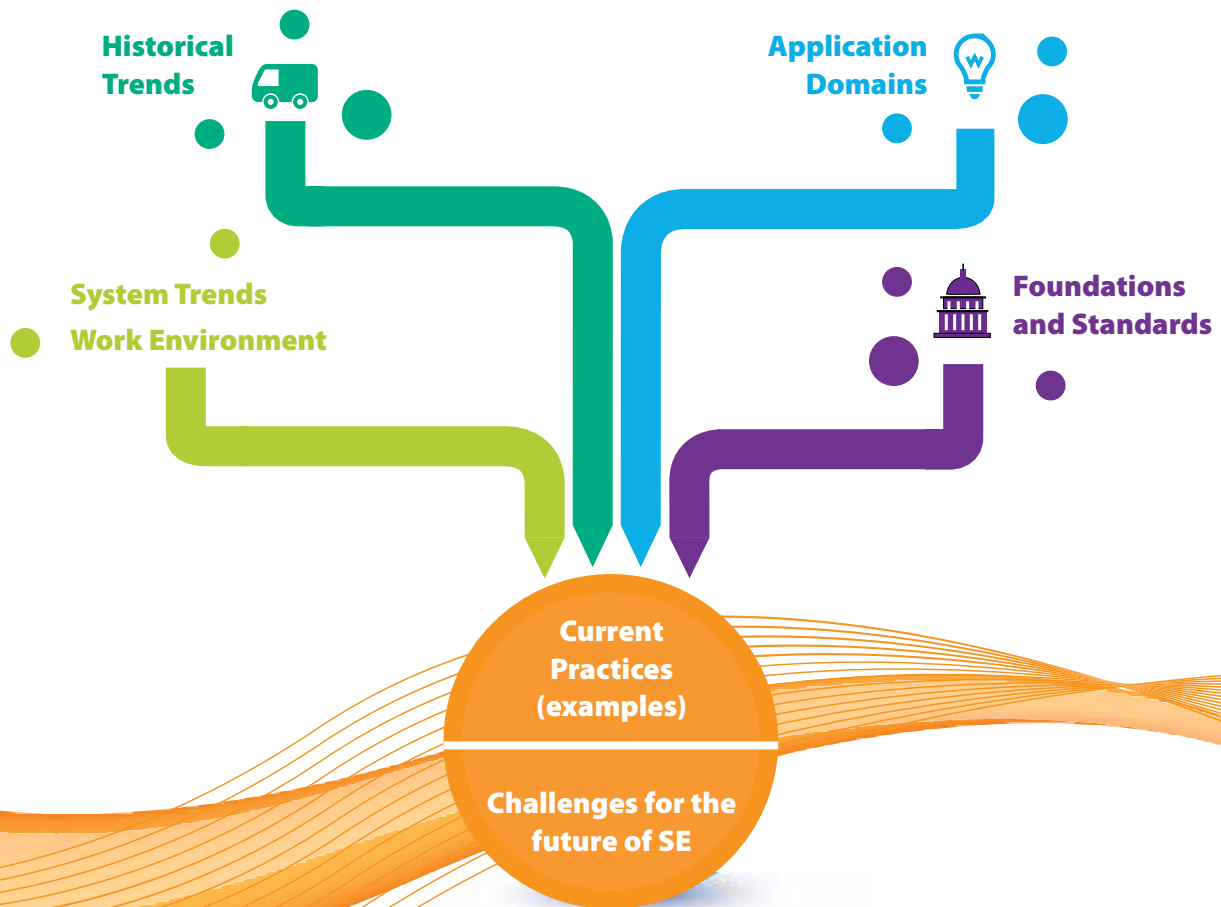 Historical
Trends
Application
Domains
System Trends
Work Environment
Foundations
and Standards
Current
Practices
(examples)
Challenges for the
future of SE